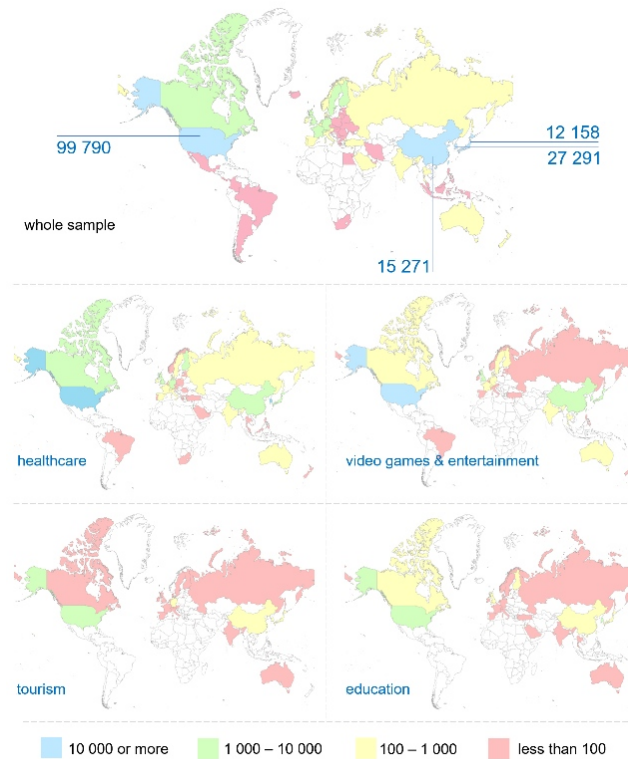 99 790
12 158
27 291
whole sample
15 271
healthcare
video games & entertainment
tourism
education
10 000 or more
1 000 – 10 000
100 – 1 000
less than 100